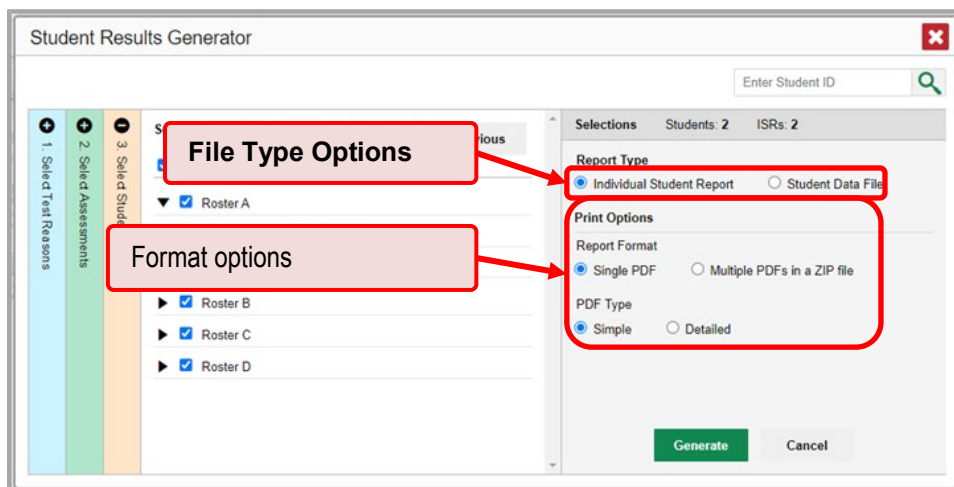 Student Results Generator
Enter Student ID
1. Select Test Reasons
2. Select Assessments
3. Select
Selections Students: 2 ISRs: 2
File Type Options
Report Type
Individual Student Report Student Data File
Roster A
Print Options
Format options
Report Format
Single PDF Multiple PDFs in a ZIP file
Roster B
PDF Type
Roster C
Simple Detailed
Roster D
Generate Cancel